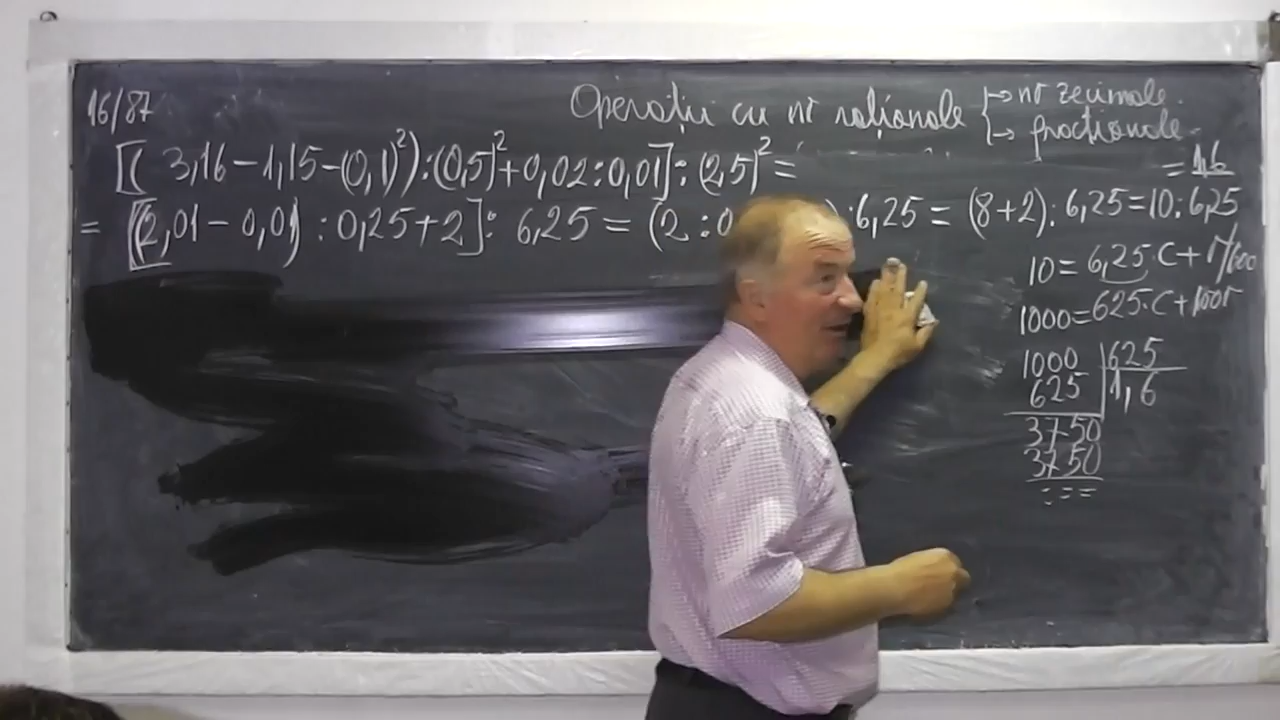 16/87
Operații cu nr raționale → nr zecimale.
→ fracționale.
[(3,16-1,15-(0,1)²):(0,5)²+0,02:0,01]:(2,5)²=
= 1,6
= [(2,01-0,01):0,25+2]: 6,25 = (2:0 :6,25 = (8+2): 6,25=10:6,25
10= 6,25·C+
1000=625·C+100r
1000 | 625
625 | 1,6
3750
3750
===